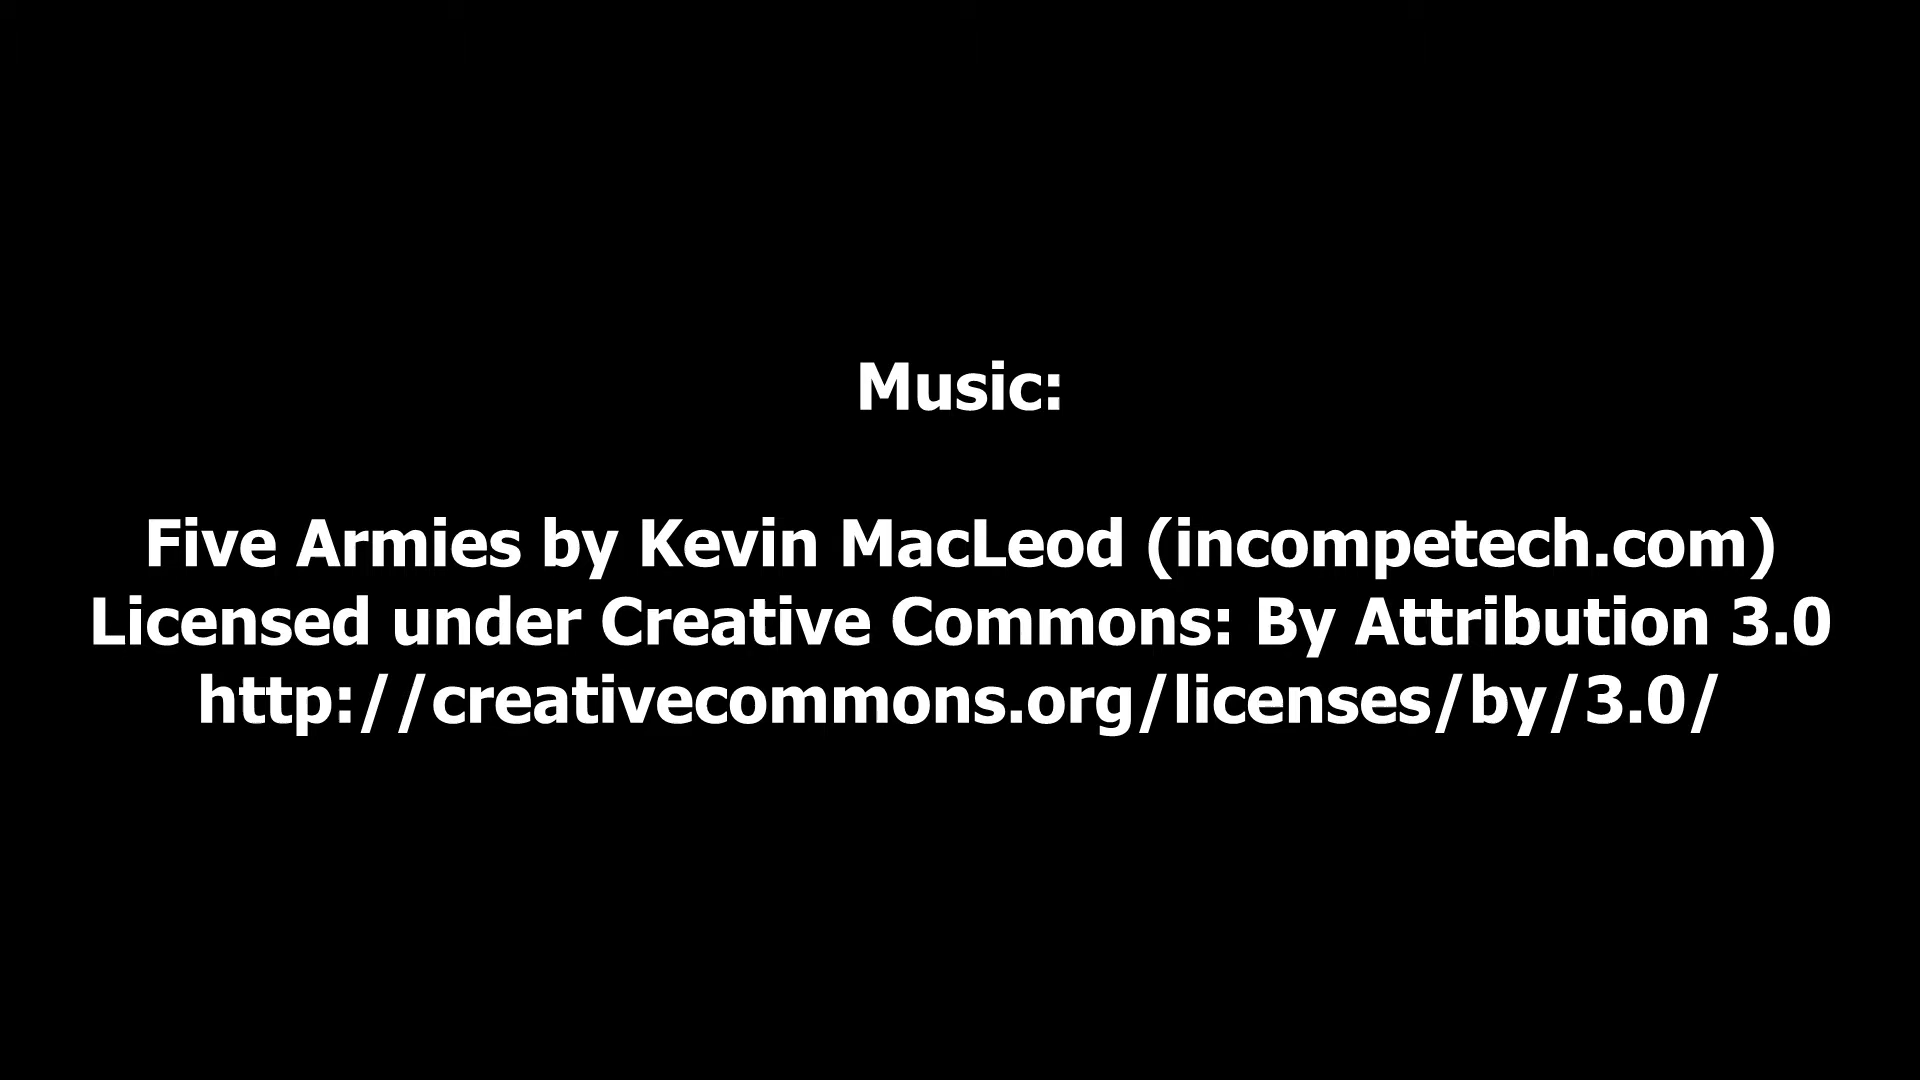 Music:
Five Armies by Kevin MacLeod (incompetech.com)
Licensed under Creative Commons: By Attribution 3.0
http://creativecommons.org/licenses/by/3.0/